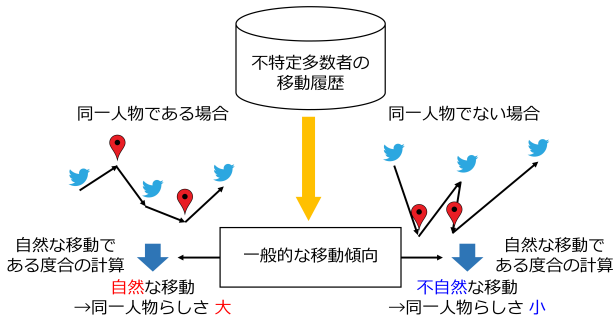 不特定多数者の
移動履歴
同一人物である場合
同一人物でない場合
自然な移動で
ある度合の計算
一般的な移動傾向
自然な移動で
ある度合の計算
自然な移動
→同一人物らしさ 大
不自然な移動
→同一人物らしさ 小